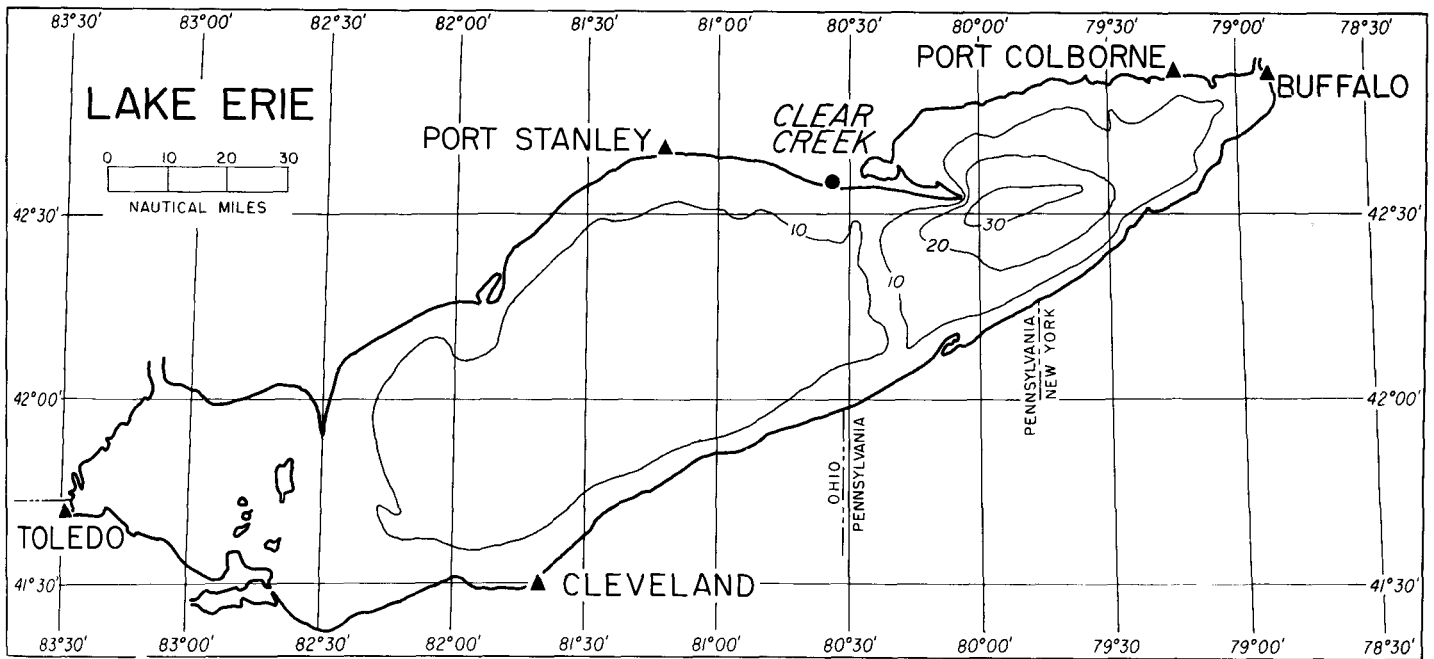 83°30' 83°00' 82°30' 82°00' 81°30' 81°00' 80°30' 80°00' 79°30' 79°00' 78°30'
LAKE ERIE
0 10 20 30
NAUTICAL MILES
PORT STANLEY
CLEAR
CREEK
PORT COLBORNE
BUFFALO
42°30' 42°30'
10
30
20
10
PENNSYLVANIA
NEW YORK
42°00' 42°00'
OHIO
PENNSYLVANIA
TOLEDO
41°30' 41°30'
CLEVELAND
83°30' 83°00' 82°30' 82°00' 81°30' 81°00' 80°30' 80°00' 79°30' 79°00' 78°30'